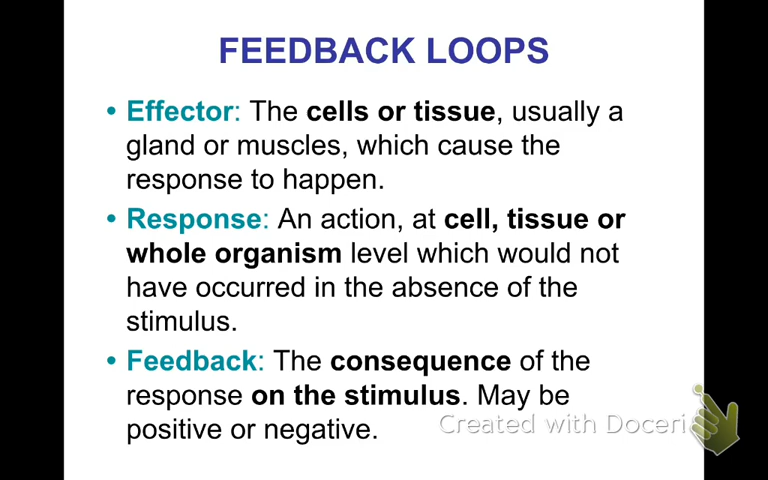 FEEDBACK LOOPS
• Effector: The cells or tissue, usually a
gland or muscles, which cause the
response to happen.
• Response: An action, at cell, tissue or
whole organism level which would not
have occurred in the absence of the
stimulus.
• Feedback: The consequence of the
response on the stimulus. May be
positive or negative.
Created with Doceri